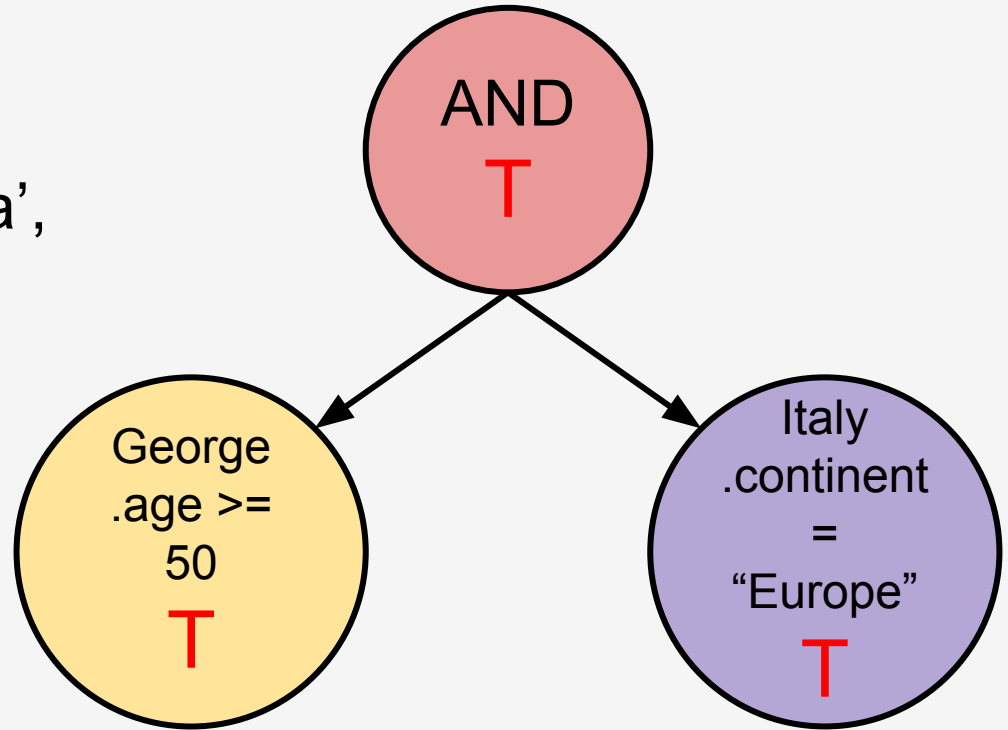 AND
T
a’,
George
.age >=
50
T
Italy
.continent
=
“Europe”
T